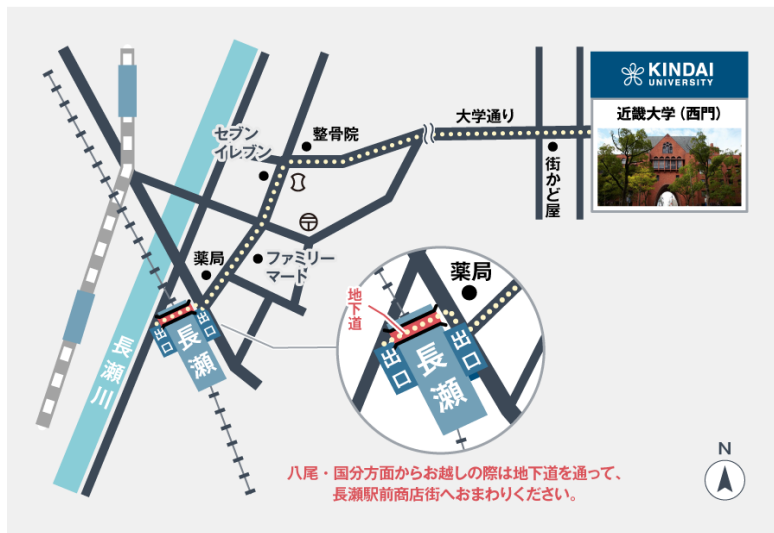 KINDAI
UNIVERSITY
近畿大学（西門）
大学通り
整骨院
セブン
イレブン
街かど屋
〒
薬局
ファミリー
マート
出口
長瀬
出口
長瀬川
薬局
地下道
出口
長瀬
出口
八尾・国分方面からお越しの際は地下道を通って、
長瀬駅前商店街へおまわりください。
N